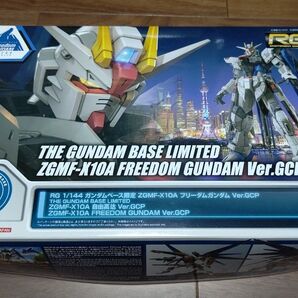 RG
THE GUNDAM BASE LIMITED
ZGMF-X10A FREEDOM GUNDAM Ver.GCP
RG 1/144 ガンダムベース限定 ZGMF-X10A フリーダムガンダム Ver.GCP
THE GUNDAM BASE LIMITED
ZGMF-X10A 自由高达 Ver.GCP
ZGMF-X10A FREEDOM GUNDAM Ver.GCP